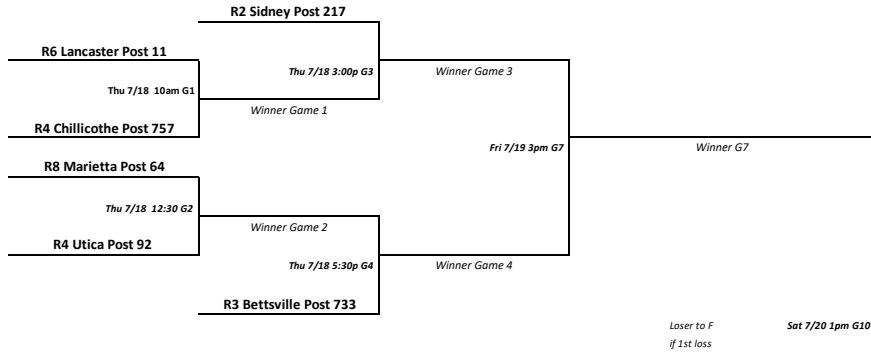 R2 Sidney Post 217
R6 Lancaster Post 11
Thu 7/18 3:00p G3
Winner Game 3
Thu 7/18 10am G1
Winner Game 1
R4 Chillicothe Post 757
Fri 7/19 3pm G7
Winner G7
R8 Marietta Post 64
Thu 7/18 12:30 G2
Winner Game 2
R4 Utica Post 92
Thu 7/18 5:30p G4
Winner Game 4
R3 Bettsville Post 733
Loser to F
Sat 7/20 1pm G10
if 1st loss